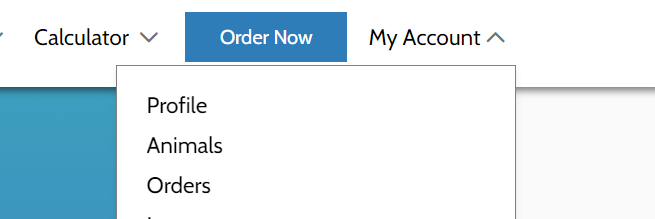 Calculator Order Now My Account
Profile
Animals
Orders